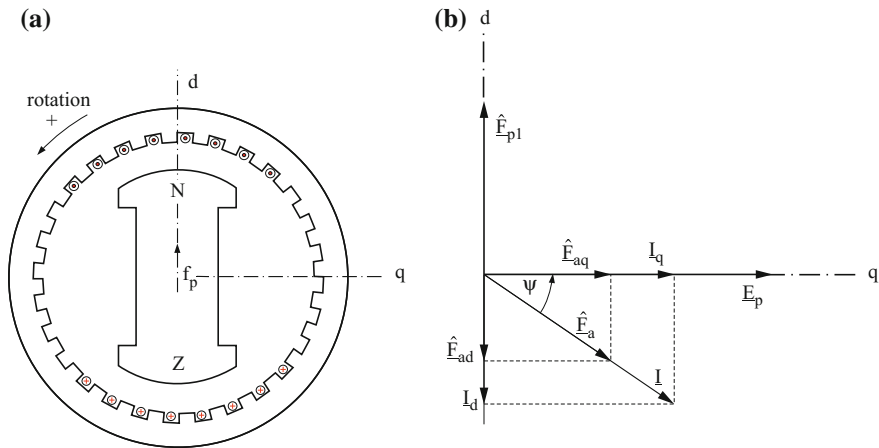 (a)
d
rotation
+
N
f_p
q
Z
(b)
d
F̂_p1
F̂_aq
I_q
q
E_p
Ψ
F̂_a
F̂_ad
I
I_d